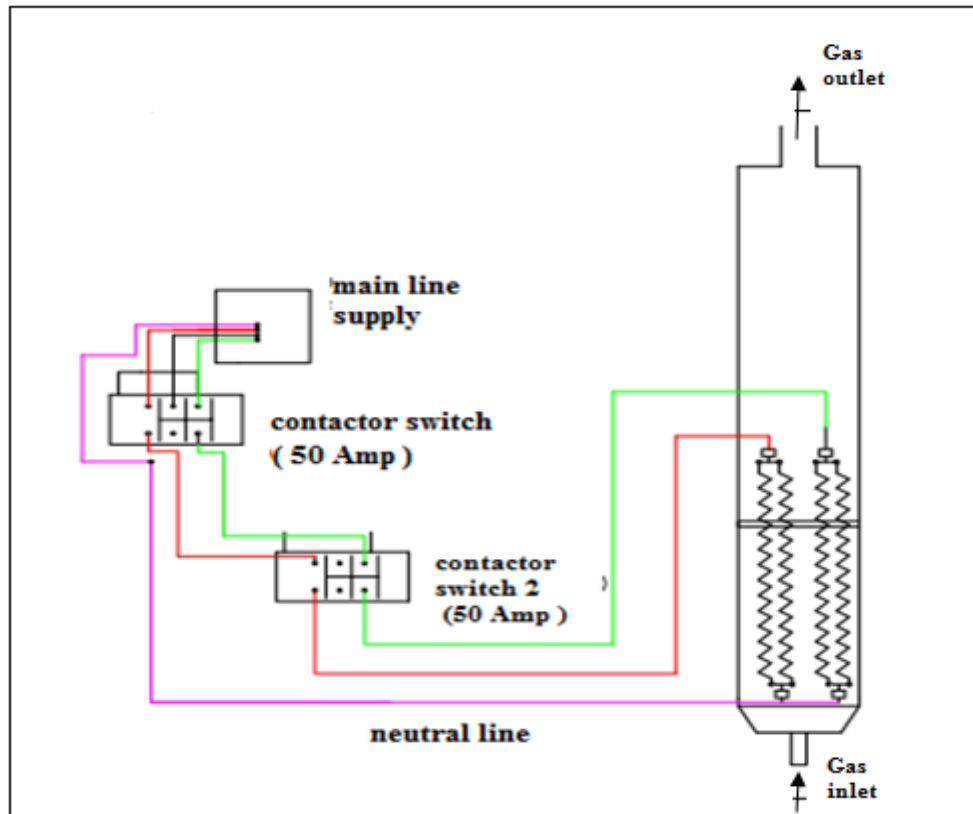 Gas
outlet
main line
supply
contactor switch
( 50 Amp )
contactor
switch 2
(50 Amp )
neutral line
Gas
inlet